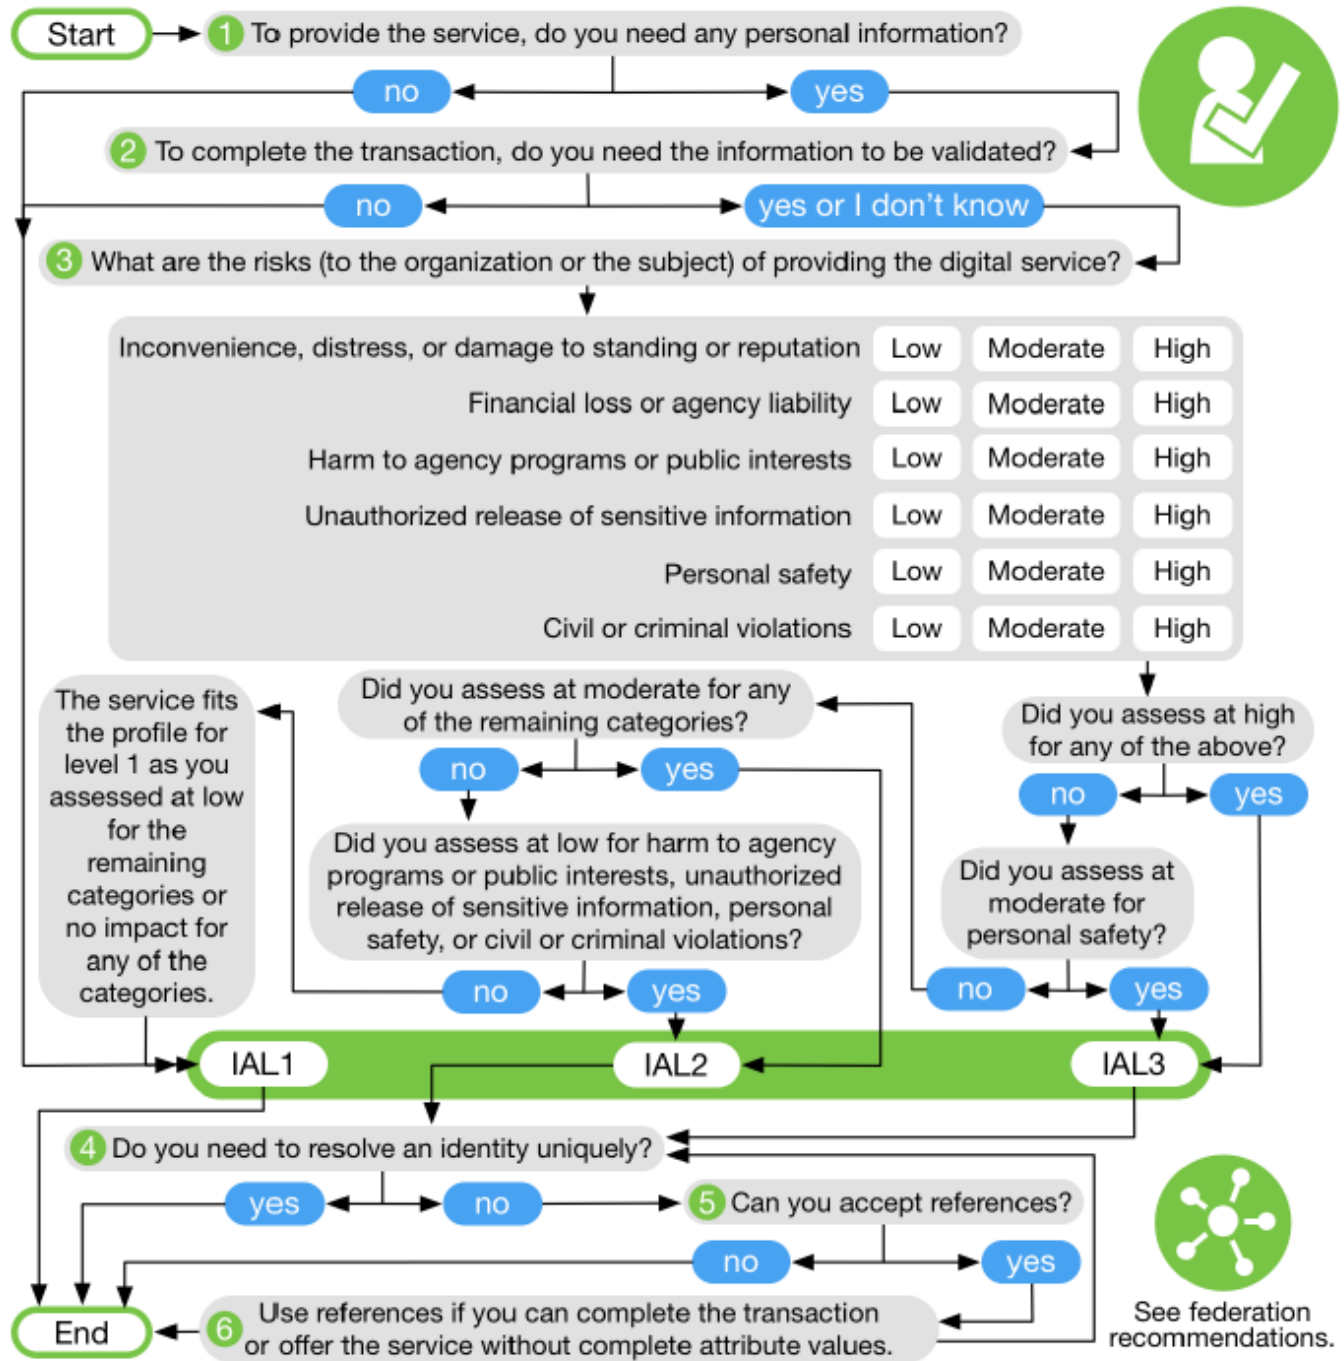 Start
1 To provide the service, do you need any personal information?
no
yes
2 To complete the transaction, do you need the information to be validated?
no
yes or I don't know
3 What are the risks (to the organization or the subject) of providing the digital service?
Inconvenience, distress, or damage to standing or reputation Low Moderate High
Financial loss or agency liability Low Moderate High
Harm to agency programs or public interests Low Moderate High
Unauthorized release of sensitive information Low Moderate High
Personal safety Low Moderate High
Civil or criminal violations Low Moderate High
Did you assess at high
for any of the above?
no
yes
Did you assess at
moderate for
personal safety?
no
yes
Did you assess at moderate for any
of the remaining categories?
no
yes
Did you assess at low for harm to agency
programs or public interests, unauthorized
release of sensitive information, personal
safety, or civil or criminal violations?
no
yes
The service fits
the profile for
level 1 as you
assessed at low
for the
remaining
categories or
no impact for
any of the
categories.
IAL1
IAL2
IAL3
4 Do you need to resolve an identity uniquely?
yes
no
5 Can you accept references?
no
yes
6 Use references if you can complete the transaction
or offer the service without complete attribute values.
End
See federation
recommendations.